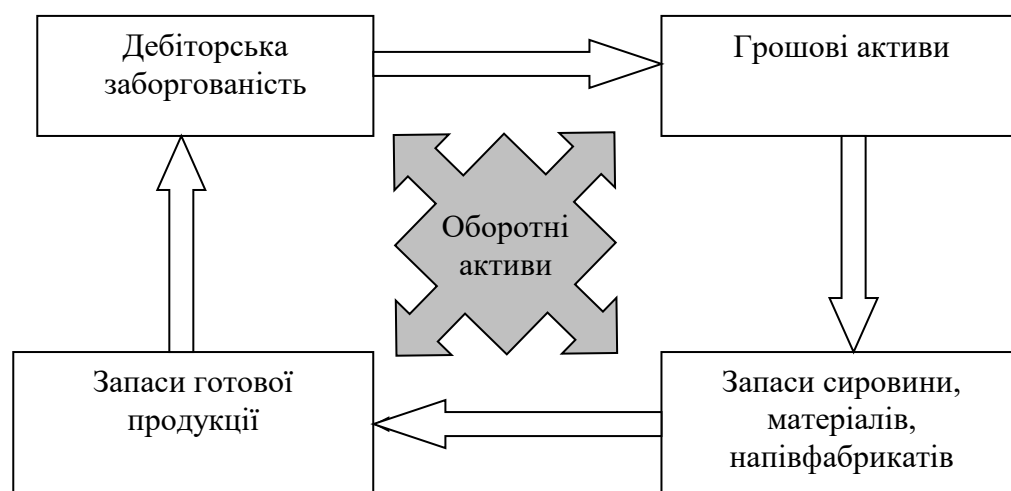 Дебіторська
заборгованість
Грошові активи
Оборотні
активи
Запаси готової
продукції
Запаси сировини,
матеріалів,
напівфабрикатів